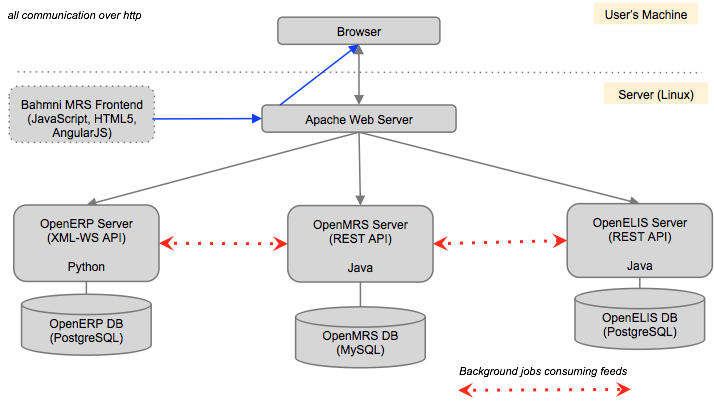 all communication over http
User's Machine
Browser
Bahmni MRS Frontend
(JavaScript, HTML5,
AngularJS)
Server (Linux)
Apache Web Server
OpenERP Server
(XML-WS API)
Python
OpenMRS Server
(REST API)
Java
OpenELIS Server
(REST API)
Java
OpenERP DB
(PostgreSQL)
OpenMRS DB
(MySQL)
OpenELIS DB
(PostgreSQL)
Background jobs consuming feeds